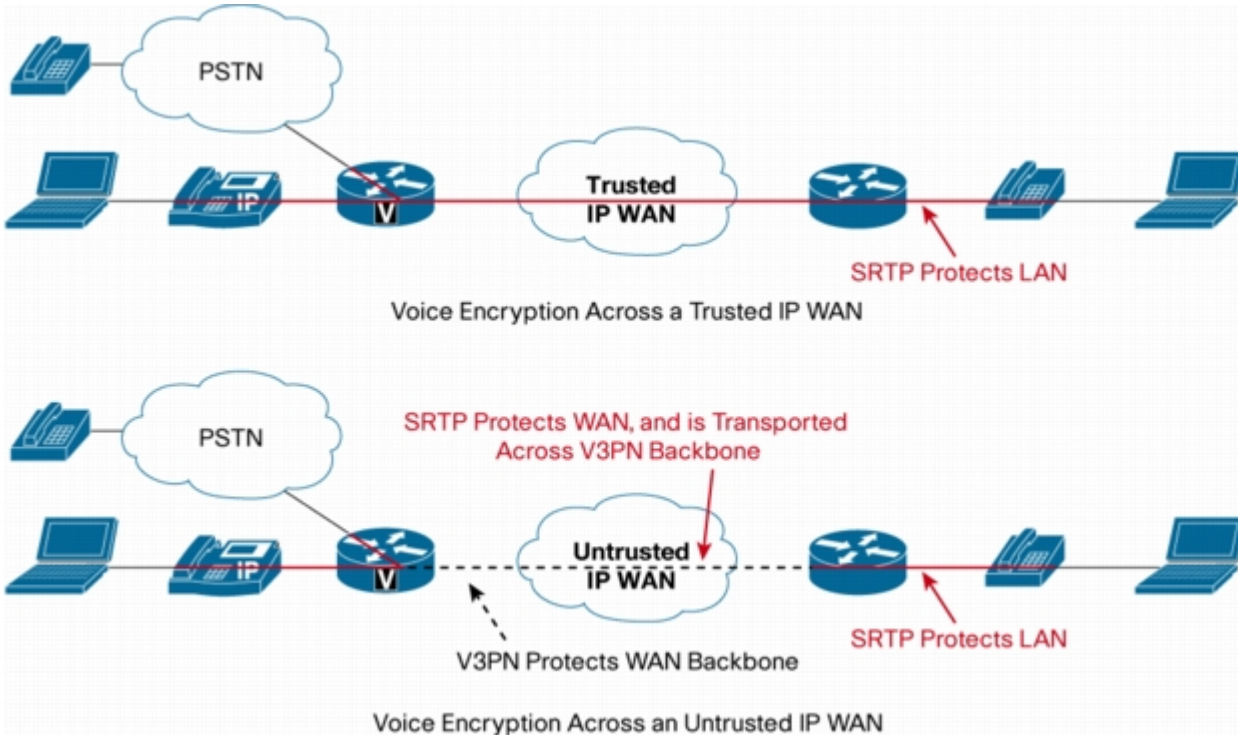 PSTN
IP
V
Trusted
IP WAN
SRTP Protects LAN
Voice Encryption Across a Trusted IP WAN
PSTN
SRTP Protects WAN, and is Transported
Across V3PN Backbone
IP
V
Untrusted
IP WAN
SRTP Protects LAN
V3PN Protects WAN Backbone
Voice Encryption Across an Untrusted IP WAN